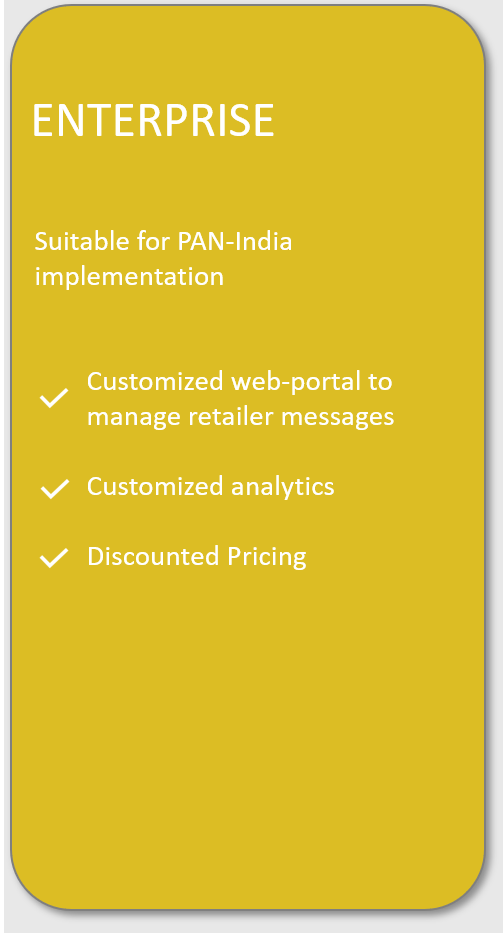 ENTERPRISE
Suitable for PAN-India
implementation
Customized web-portal to
manage retailer messages
Customized analytics
Discounted Pricing